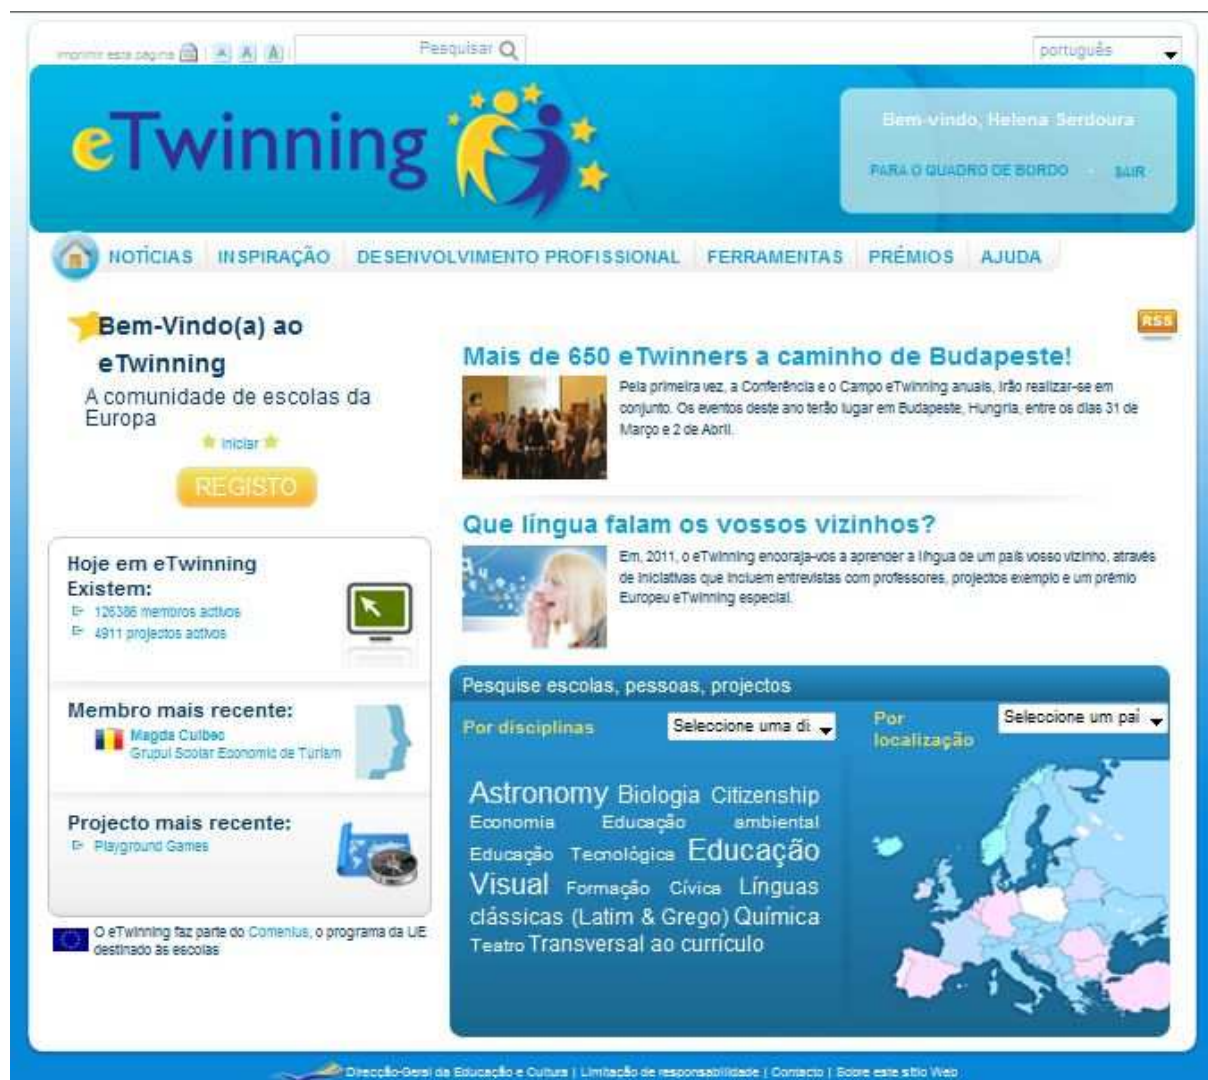 Imprimir esta página A A A
Pesquisar
português
eTwinning
Bem-vindo, Helena Serdoura
PARA O QUADRO DE BORDO - SAIR
NOTÍCIAS INSPIRAÇÃO DESENVOLVIMENTO PROFISSIONAL FERRAMENTAS PRÉMIOS AJUDA
Bem-Vindo(a) ao
eTwinning
A comunidade de escolas da
Europa
Iniciar
REGISTO
Hoje em eTwinning
Existem:
126386 membros activos
4911 projectos activos
Membro mais recente:
Magda Culbec
Grupul Scolar Economic de Turism
Projecto mais recente:
Playground Games
O eTwinning faz parte do Comenius, o programa da UE
destinado às escolas
RSS
Mais de 650 eTwinners a caminho de Budapeste!
Pela primeira vez, a Conferência e o Campo eTwinning anuais, irão realizar-se em
conjunto. Os eventos deste ano terão lugar em Budapeste, Hungria, entre os dias 31 de
Março e 2 de Abril.
Que língua falam os vossos vizinhos?
Em, 2011, o eTwinning encoraja-vos a aprender a língua de um país vosso vizinho, através
de iniciativas que incluem entrevistas com professores, projectos exemplo e um prémio
Europeu eTwinning especial.
Pesquise escolas, pessoas, projectos
Por disciplinas
Seleccione uma di
Por
localização
Seleccione um paí
Astronomy Biologia Citizenship
Economia Educação ambiental
Educação Tecnológica Educação
Visual Formação Cívica Línguas
clássicas (Latim & Grego) Química
Teatro Transversal ao currículo
Direcção-Geral da Educação e Cultura | Limitação de responsabilidade | Contacto | Sobre este sítio Web